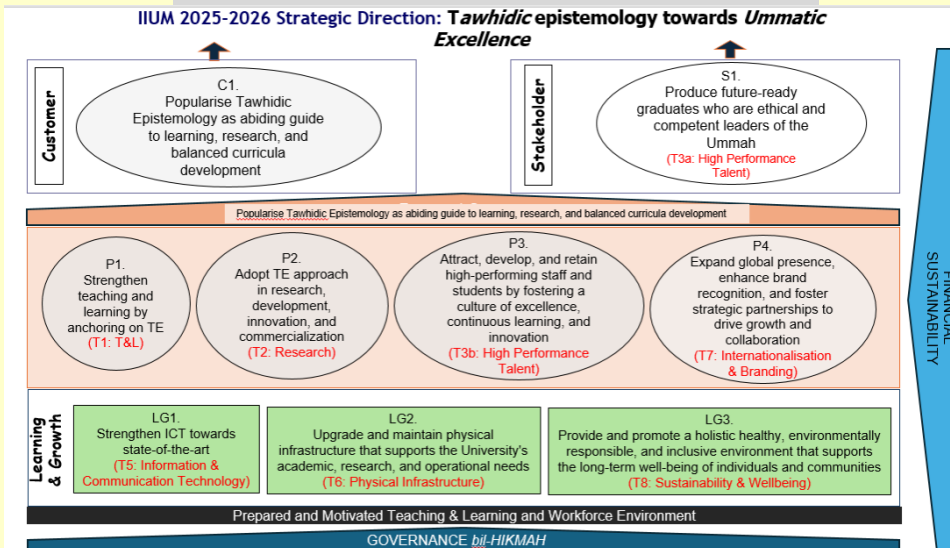 IIUM 2025-2026 Strategic Direction: Tawhidic epistemology towards Ummatic
Excellence
Customer
C1.
Popularise Tawhidic
Epistemology as abiding guide
to learning, research, and
balanced curricula
development
Stakeholder
S1.
Produce future-ready
graduates who are ethical and
competent leaders of the
Ummah
(T3a: High Performance
Talent)
Popularise Tawhidic Epistemology as abiding guide to learning, research, and balanced curricula development
P1.
Strengthen
teaching and
learning by
anchoring on TE
(T1: T&L)
P2.
Adopt TE approach
in research,
development,
innovation, and
commercialization
(T2: Research)
P3.
Attract, develop, and retain
high-performing staff and
students by fostering a
culture of excellence,
continuous learning, and
innovation
(T3b: High Performance
Talent)
P4.
Expand global presence,
enhance brand
recognition, and foster
strategic partnerships to
drive growth and
collaboration
(T7: Internationalisation
& Branding)
FINANCIAL
SUSTAINABILITY
Learning
& Growth
LG1.
Strengthen ICT towards
state-of-the-art
(T5: Information &
Communication Technology)
LG2.
Upgrade and maintain physical
infrastructure that supports the University's
academic, research, and operational needs
(T6: Physical Infrastructure)
LG3.
Provide and promote a holistic healthy, environmentally
responsible, and inclusive environment that supports
the long-term well-being of individuals and communities
(T8: Sustainability & Wellbeing)
Prepared and Motivated Teaching & Learning and Workforce Environment
GOVERNANCE bil-HIKMAH